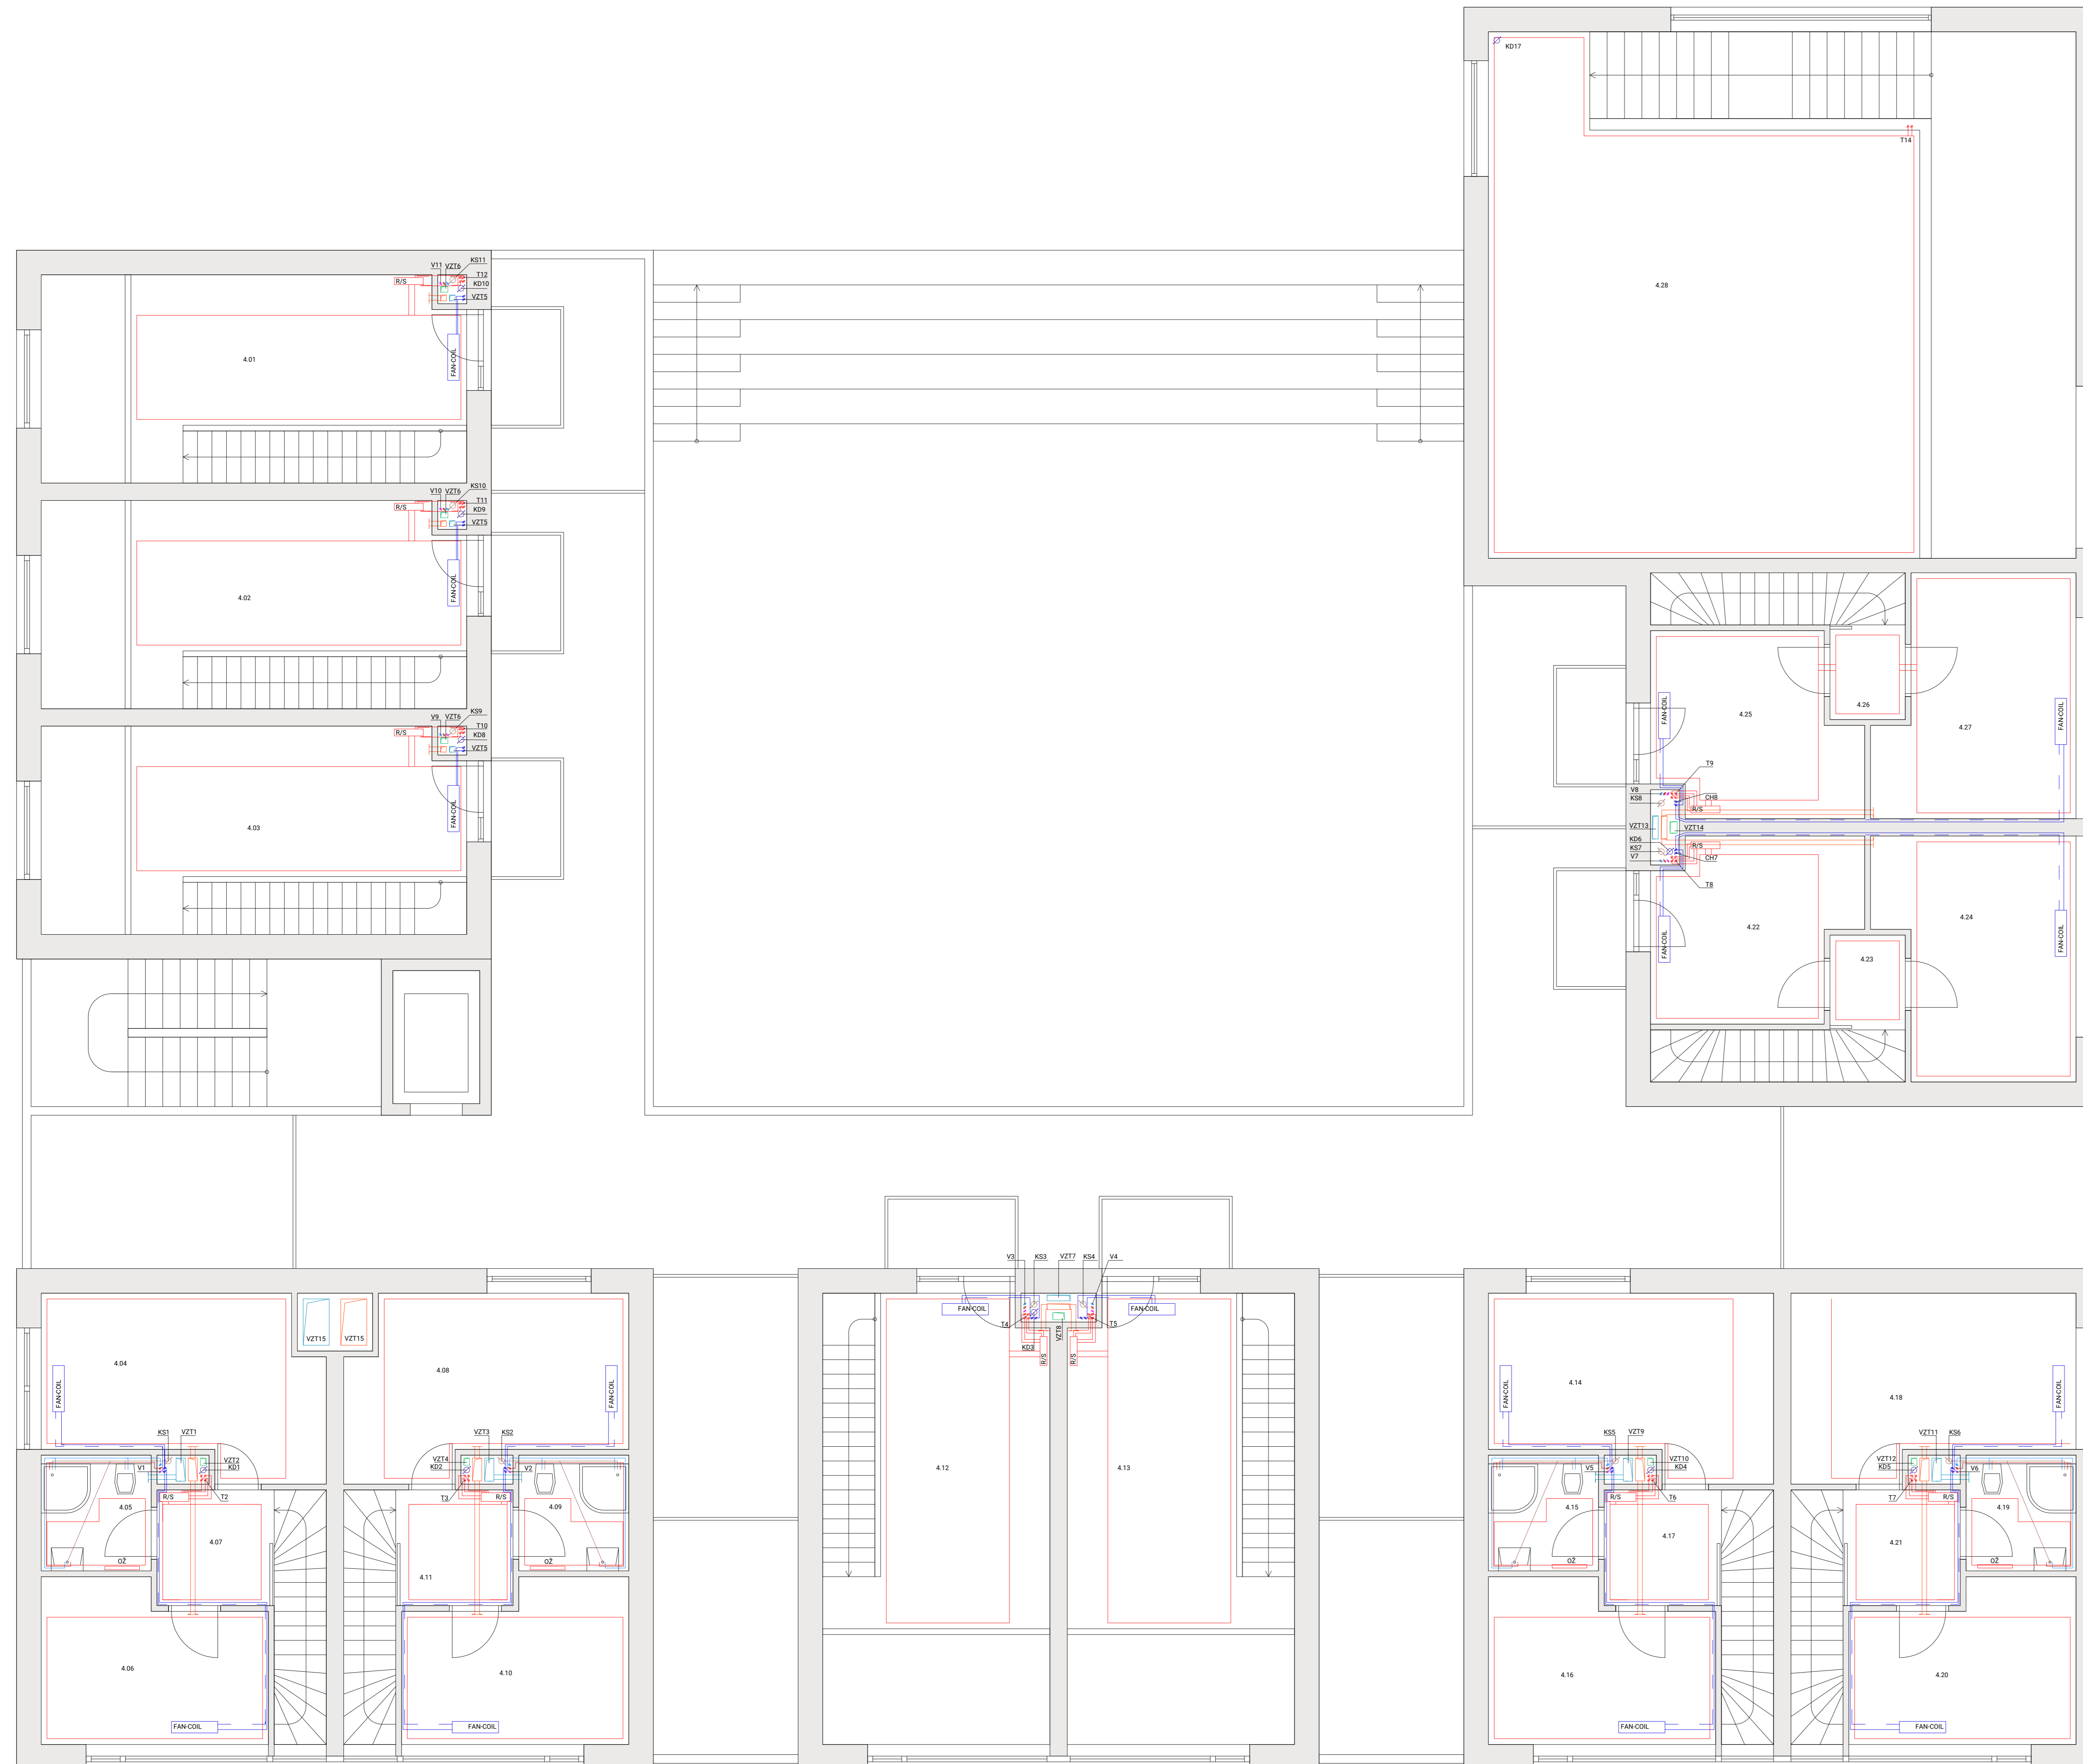 KD17
T14
4.28
KS11
V11
VZT6
T12
R/S
KD10
VZT5
FAN-COIL
4.01
KS10
V10
VZT6
T11
R/S
KD9
VZT5
FAN-COIL
4.02
KS9
V9
VZT6
T10
R/S
KD8
VZT5
FAN-COIL
4.03
4.26
FAN-COIL
4.25
FAN-COIL
4.27
T9
V8
CH8
KS8
R/S
VZT13
VZT14
KD6
R/S
KS7
V7
CH7
T8
4.24
4.22
FAN-COIL
FAN-COIL
4.23
V3
KS3
VZT7
KS4
V4
FAN-COIL
FAN-COIL
T4
T5
VZT8
KD3
R/S
R/S
4.12
4.13
VZT15
VZT15
4.04
4.08
FAN-COIL
FAN-COIL
KS1
VZT1
VZT2
V1
KD1
R/S
T2
4.05
4.07
OŽ
4.06
FAN-COIL
VZT3
KS2
VZT4
KD2
V2
T3
R/S
4.09
OŽ
4.11
4.10
FAN-COIL
4.14
4.18
FAN-COIL
FAN-COIL
KS5
VZT9
VZT10
V5
KD4
R/S
T6
4.15
4.17
OŽ
4.16
FAN-COIL
VZT11
KS6
VZT12
KD5
V6
T7
R/S
4.19
4.21
OŽ
4.20
FAN-COIL